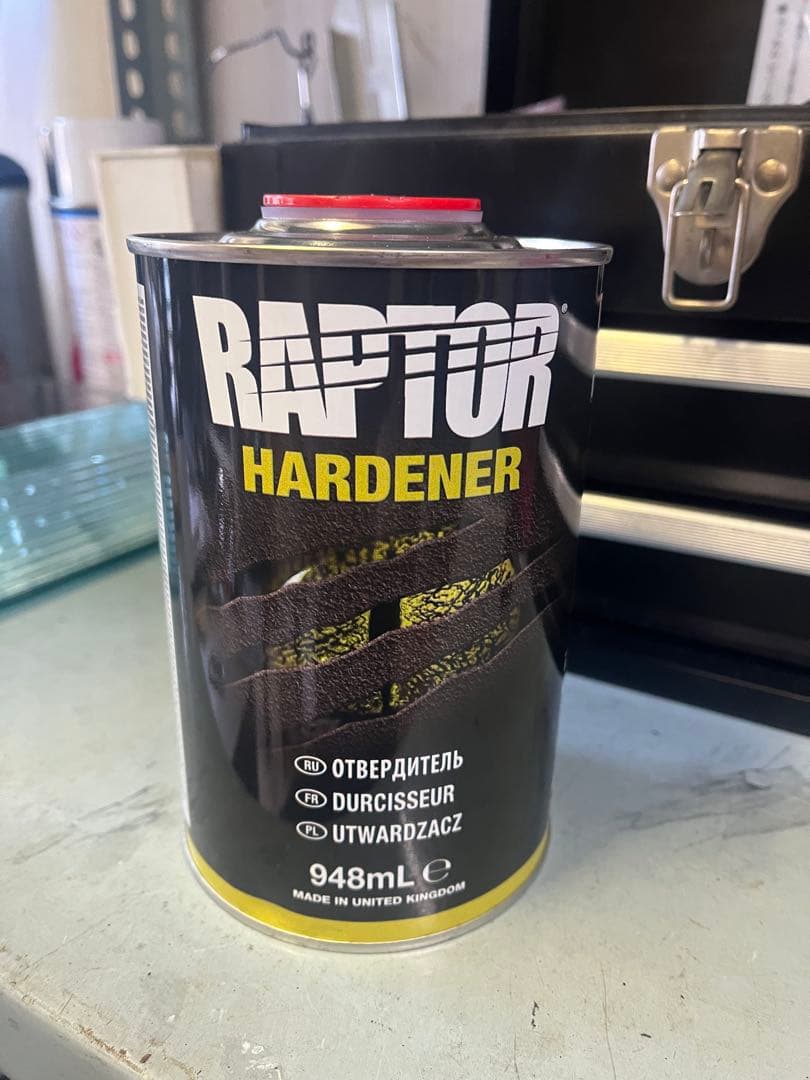 RAPTOR®
HARDENER
RU ОТВЕРДИТЕЛЬ
FR DURCISSEUR
PL UTWARDZACZ
948mL ℮
MADE IN UNITED KINGDOM